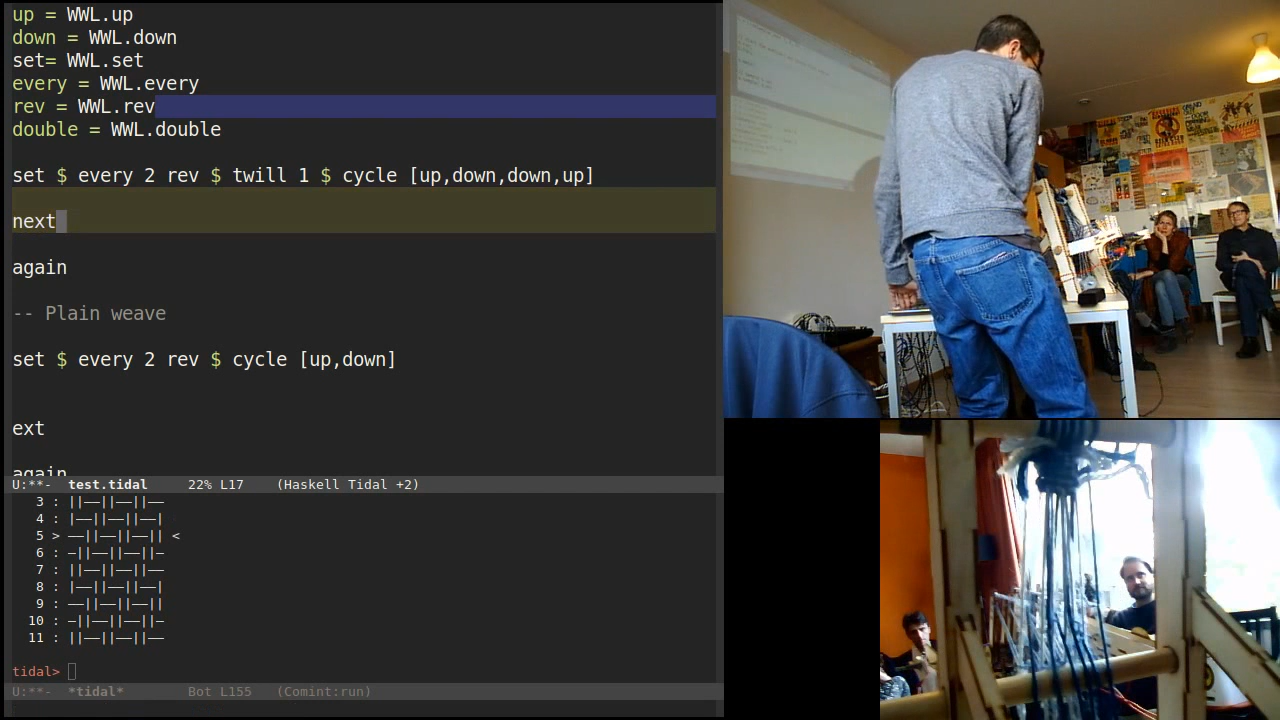 up = WWL.up
down = WWL.down
set= WWL.set
every = WWL.every
rev = WWL.rev
double = WWL.double
set $ every 2 rev $ twill 1 $ cycle [up,down,down,up]
next
again
-- Plain weave
set $ every 2 rev $ cycle [up,down]
ext
again
U:**-  test.tidal     22% L17    (Haskell Tidal +2)
3 : ||——||——||——
4 : |——||——||——|
5 > ——||——||——|| <
6 : —||——||——||—
7 : ||——||——||——
8 : |——||——||——|
9 : ——||——||——||
10 : —||——||——||—
11 : ||——||——||——
tidal>
U:**-  *tidal*        Bot L155   (Comint:run)